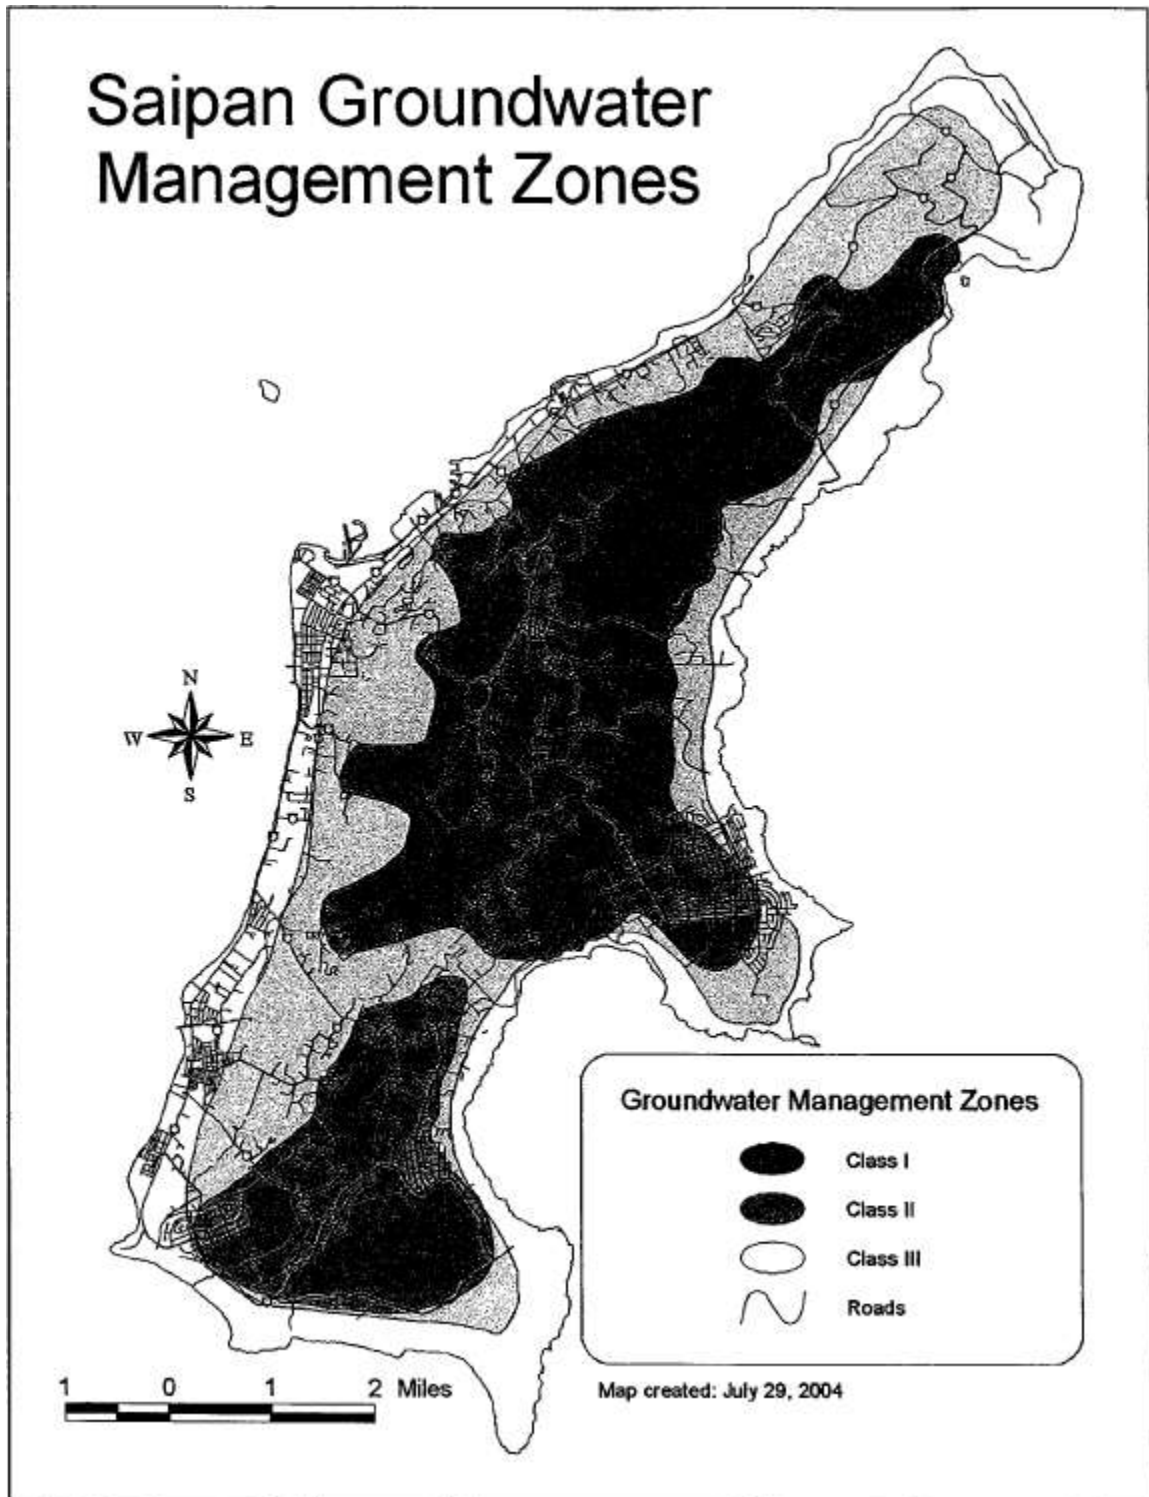 Saipan Groundwater
Management Zones
N
W E
S
Groundwater Management Zones
Class I
Class II
Class III
Roads
1 0 1 2 Miles
Map created: July 29, 2004